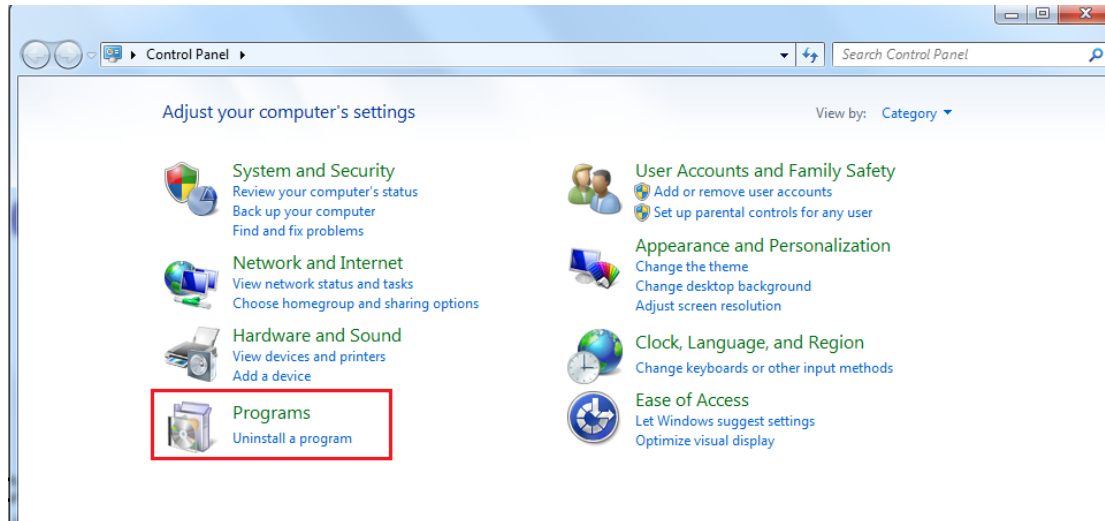 Control Panel
Search Control Panel
Adjust your computer's settings
View by: Category
System and Security
Review your computer's status
Back up your computer
Find and fix problems
Network and Internet
View network status and tasks
Choose homegroup and sharing options
Hardware and Sound
View devices and printers
Add a device
Programs
Uninstall a program
User Accounts and Family Safety
Add or remove user accounts
Set up parental controls for any user
Appearance and Personalization
Change the theme
Change desktop background
Adjust screen resolution
Clock, Language, and Region
Change keyboards or other input methods
Ease of Access
Let Windows suggest settings
Optimize visual display